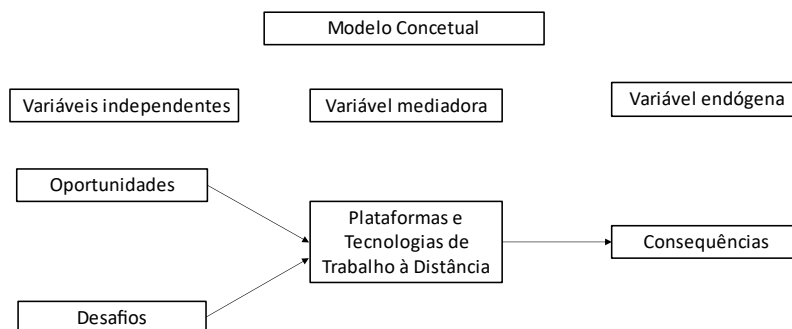 Modelo Concetual
Variáveis independentes
Variável mediadora
Variável endógena
Oportunidades
Plataformas e
Tecnologias de
Trabalho à Distância
Consequências
Desafios